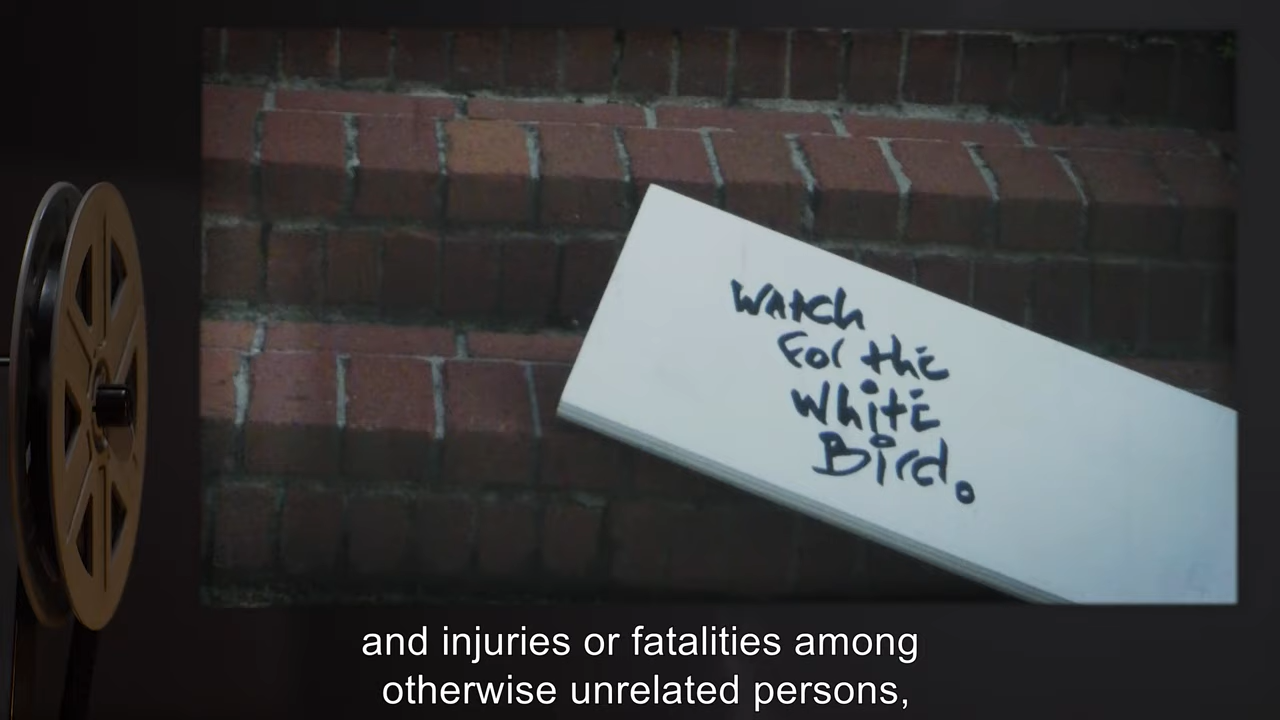 Watch
For the
White
Bird.
and injuries or fatalities among
otherwise unrelated persons,